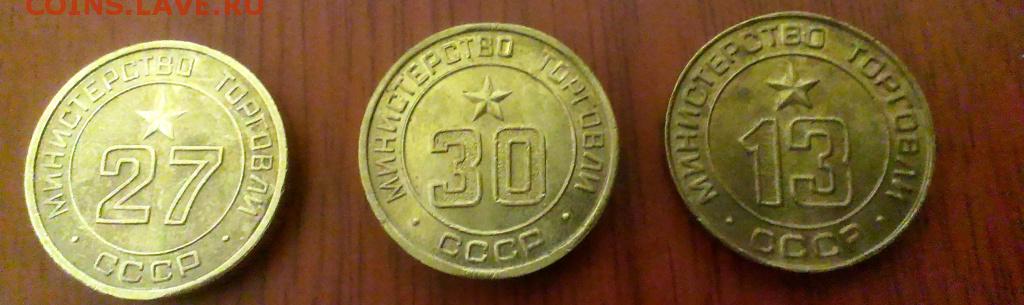 COINS.LAVE.RU
МИНИСТЕРСТВО ТОРГОВЛИ
27
· СССР ·
МИНИСТЕРСТВО ТОРГОВЛИ
30
· СССР ·
МИНИСТЕРСТВО ТОРГОВЛИ
13
· СССР ·